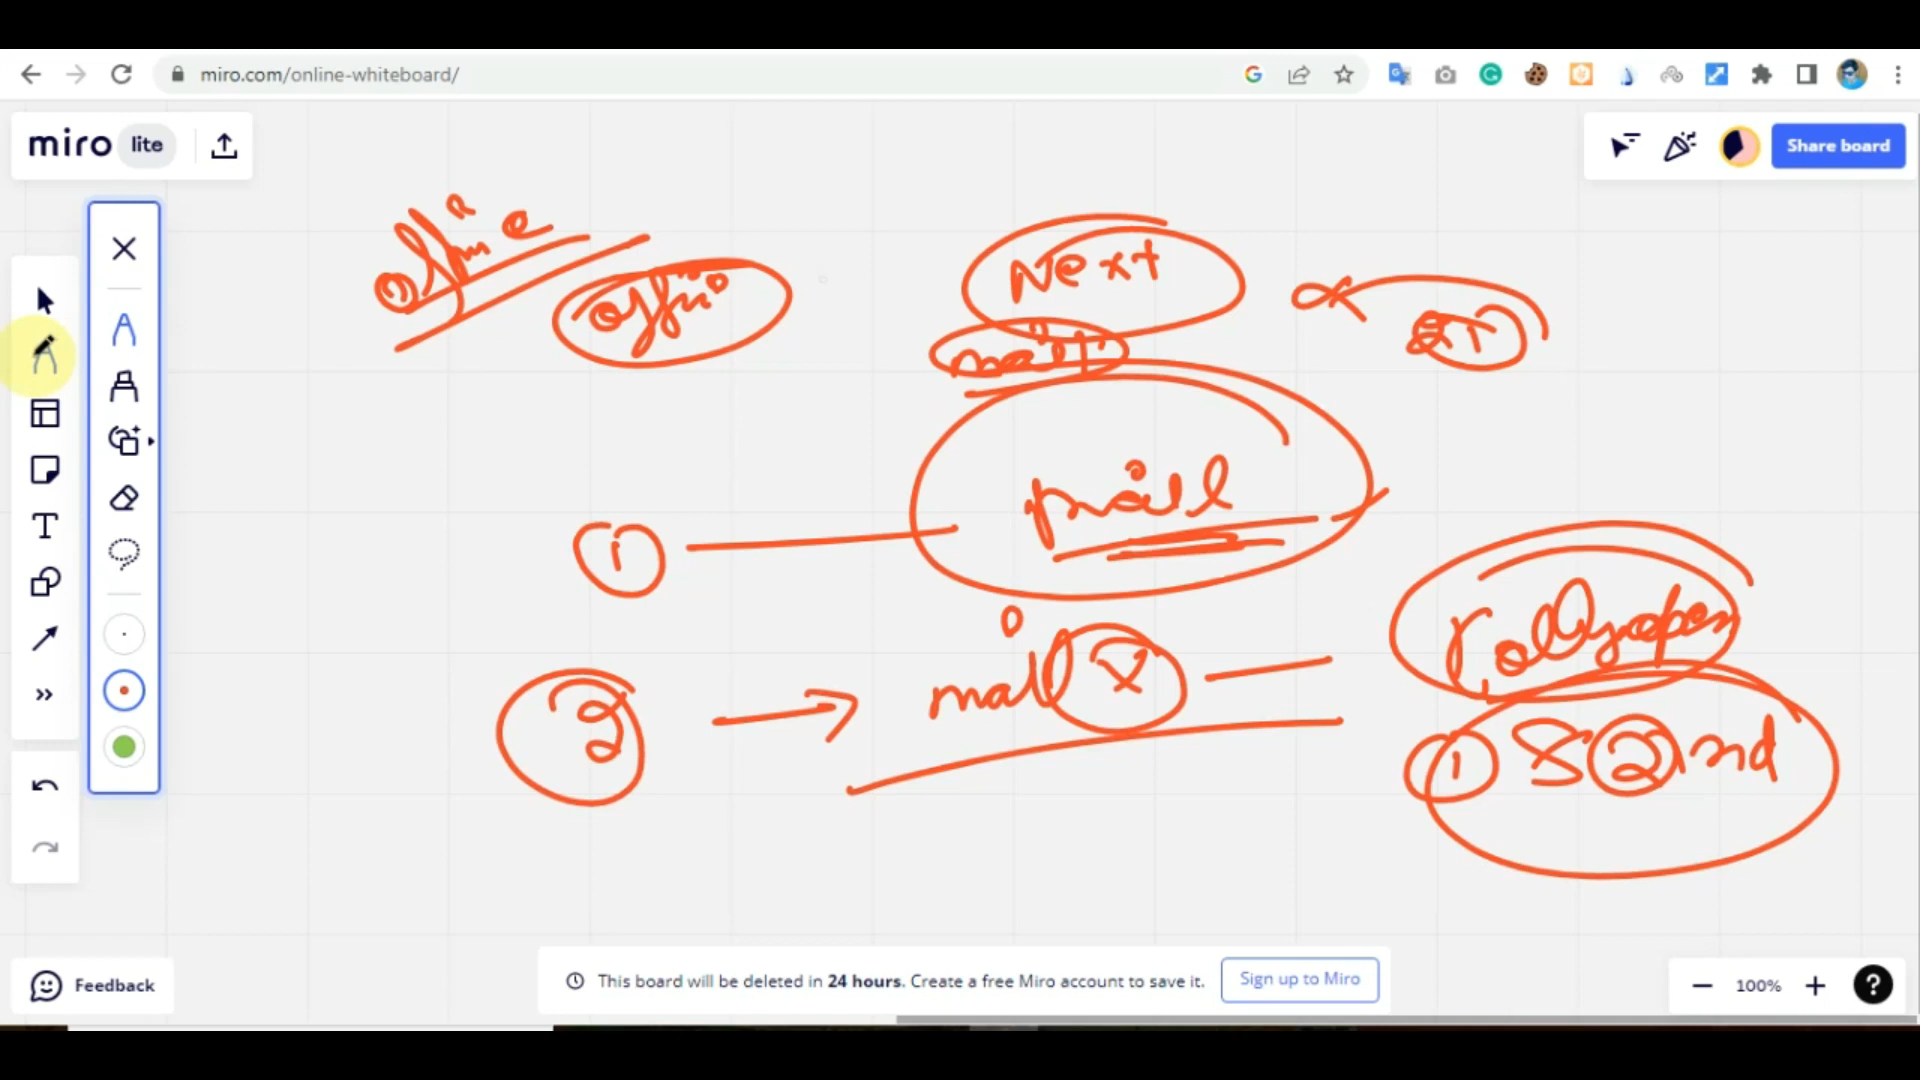 miro.com/online-whiteboard/
miro lite
Share board
Next
mail
1
mail
2
1 & 2nd
Feedback
This board will be deleted in 24 hours. Create a free Miro account to save it.
Sign up to Miro
100%